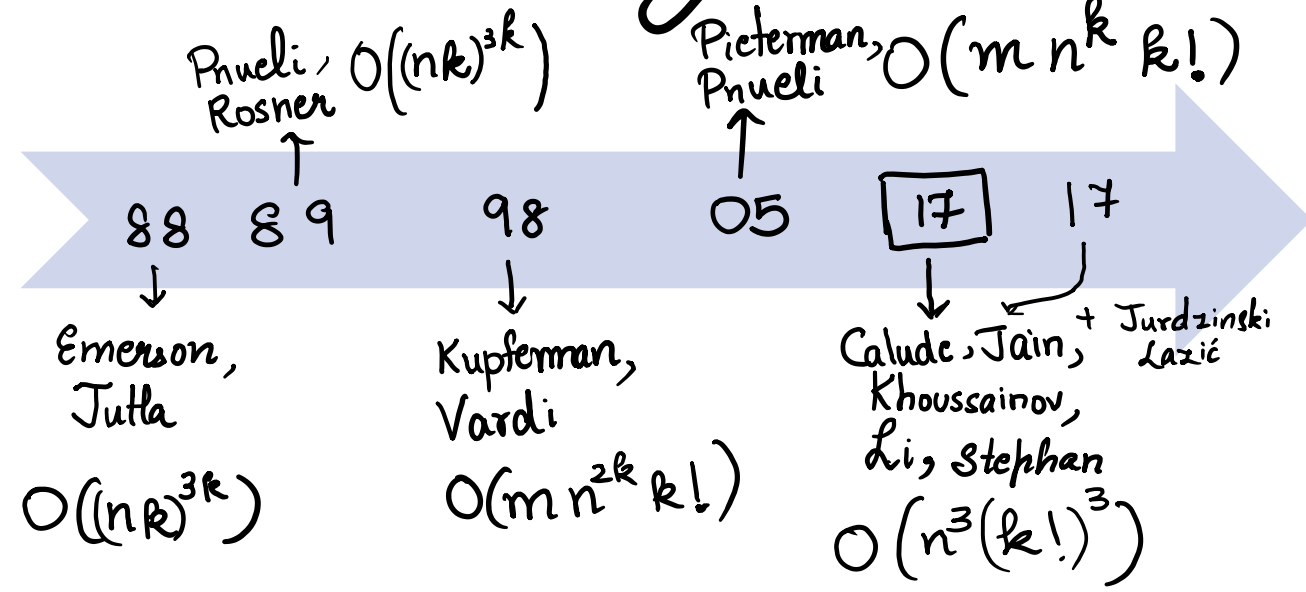 Pnueli, O((nk)^3k)
Rosner
Pieterman, O(m n^k k!)
Pnueli
88 89 98 05 17 17
Emerson,
Jutla
O((nk)^3k)
Kupferman,
Vardi
O(m n^2k k!)
Calude, Jain, + Jurdzinski
Lazić
Khoussainov,
Li, Stephan
O(n^3(k!)^3)